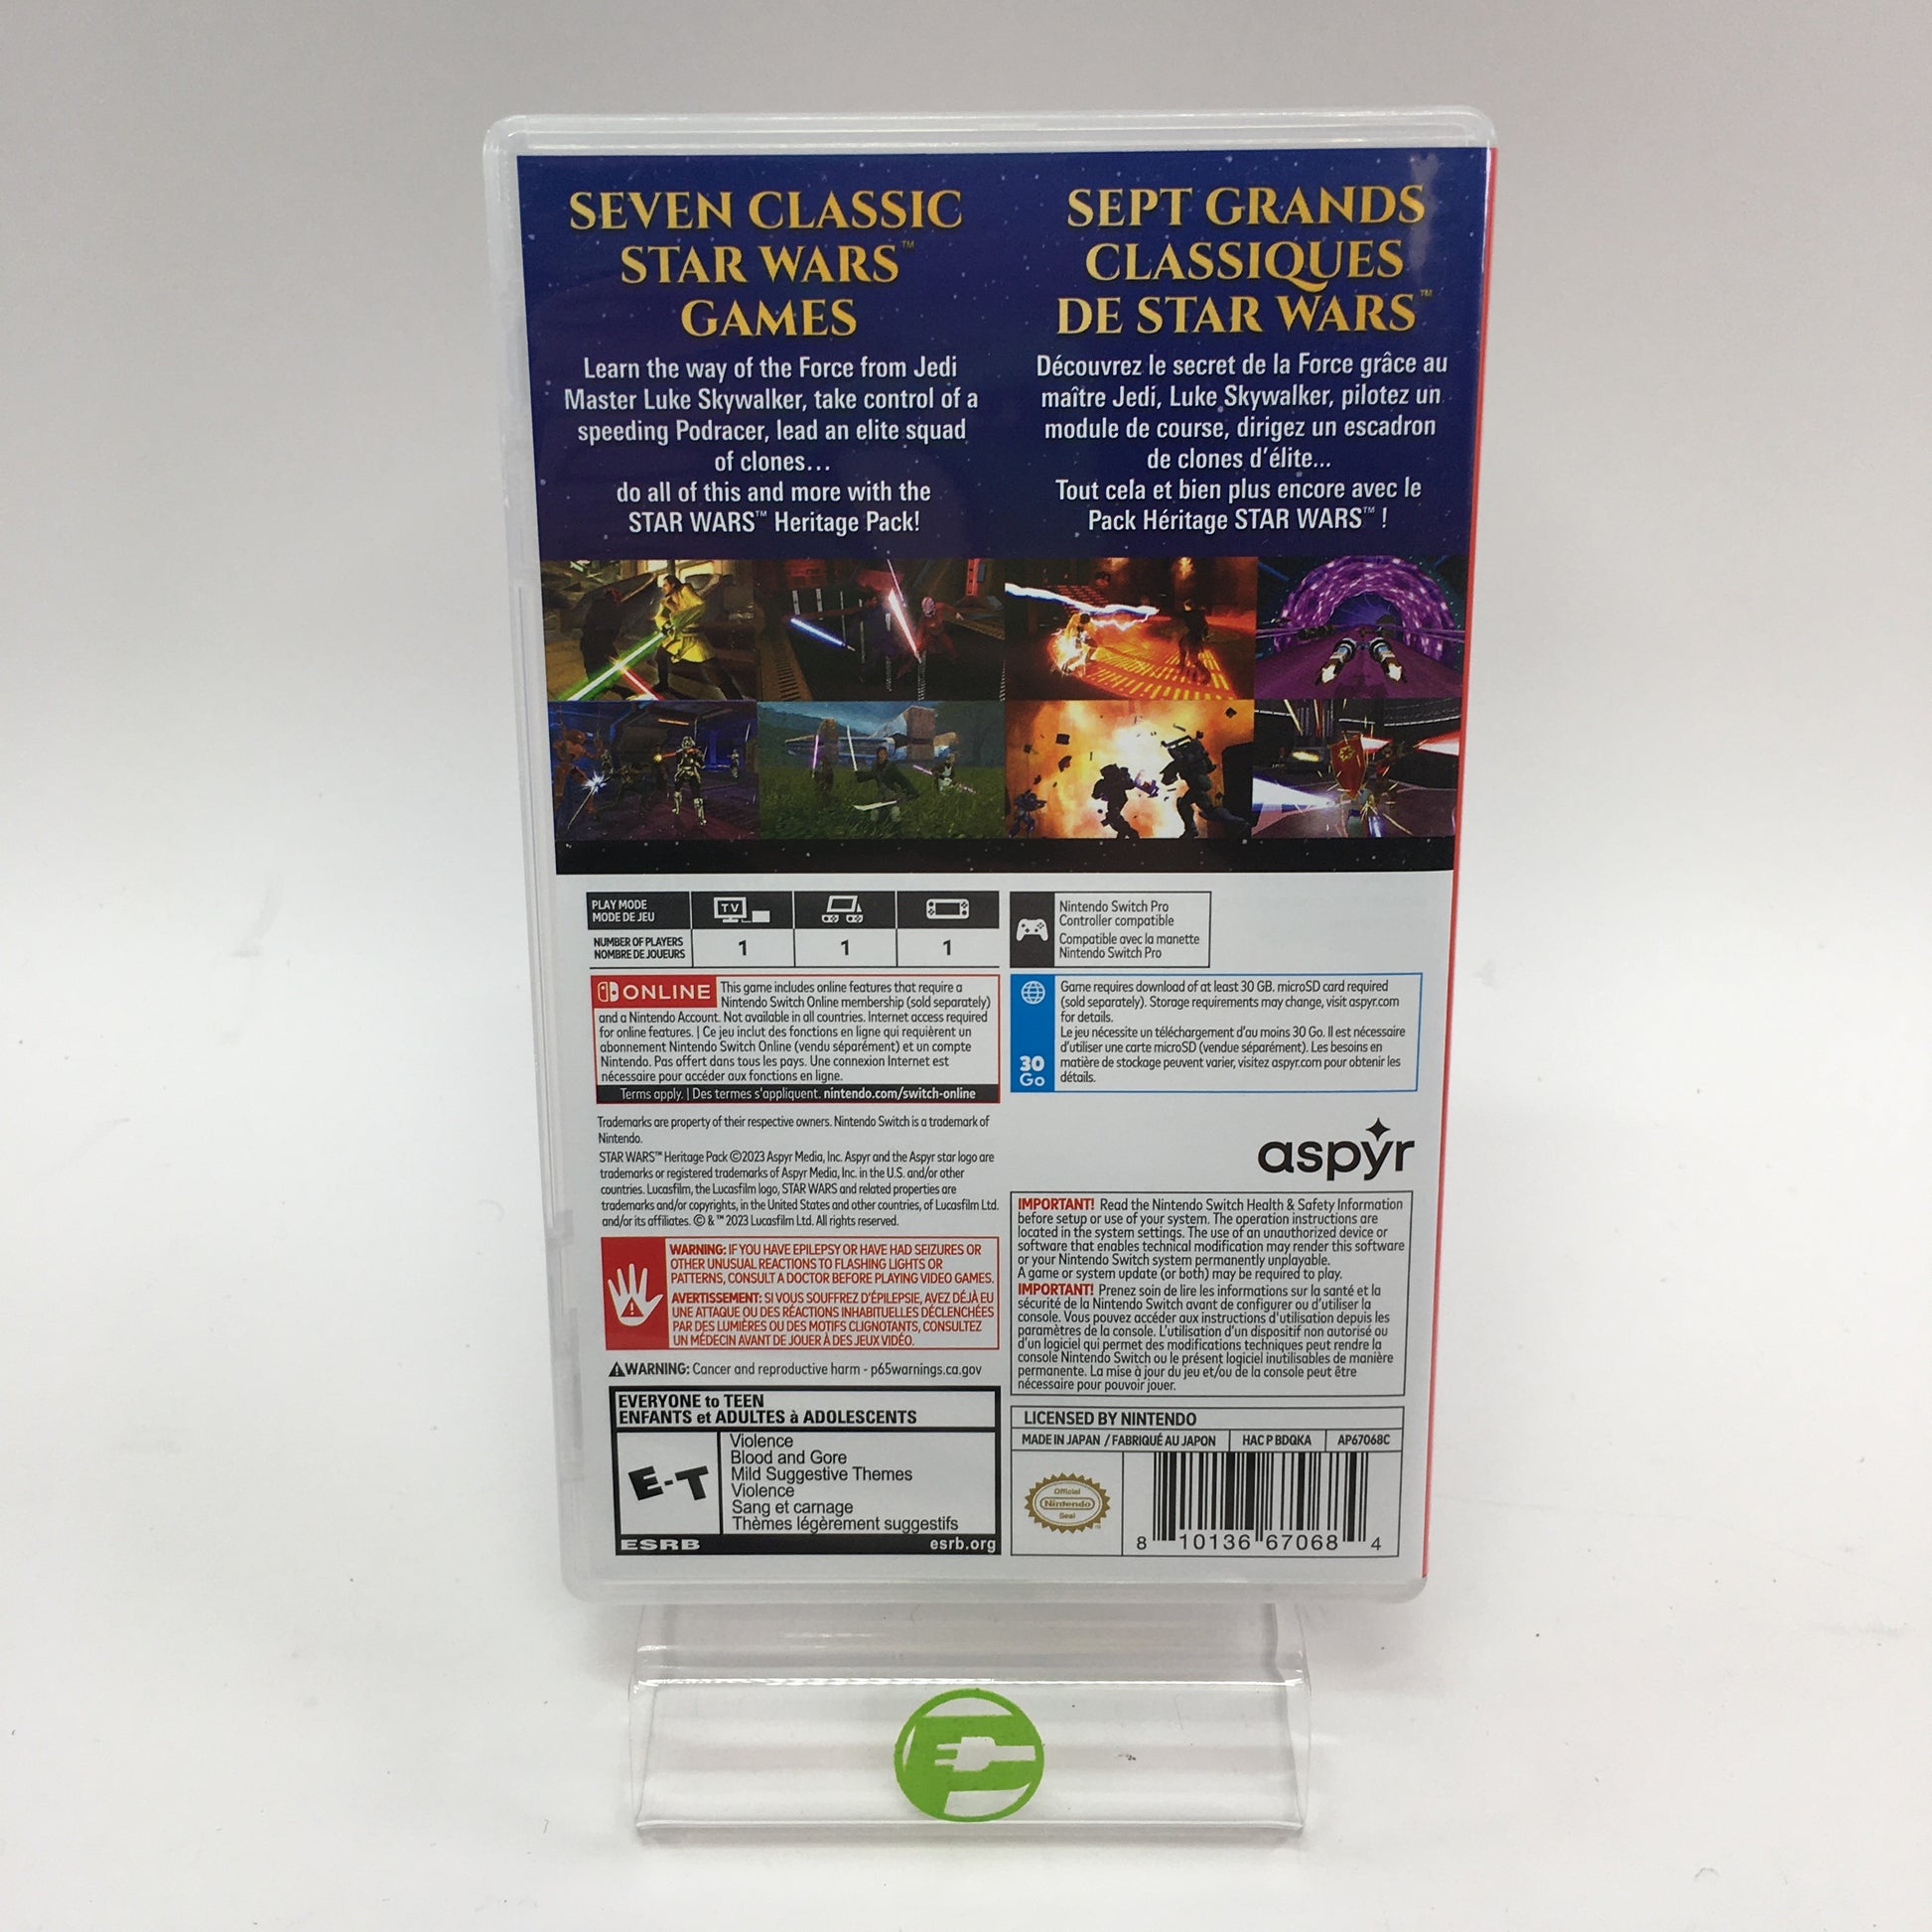 SEVEN CLASSIC
STAR WARS™
GAMES
Learn the way of the Force from Jedi
Master Luke Skywalker, take control of a
speeding Podracer, lead an elite squad
of clones...
do all of this and more with the
STAR WARS™ Heritage Pack!
SEPT GRANDS
CLASSIQUES
DE STAR WARS™
Découvrez le secret de la Force grâce au
maître Jedi, Luke Skywalker, pilotez un
module de course, dirigez un escadron
de clones d'élite...
Tout cela et bien plus encore avec le
Pack Héritage STAR WARS™ !
PLAY MODE
MODE DE JEU
TV
NUMBER OF PLAYERS
NOMBRE DE JOUEURS
1
1
1
Nintendo Switch Pro
Controller compatible
Compatible avec la manette
Nintendo Switch Pro
ONLINE
This game includes online features that require a
Nintendo Switch Online membership (sold separately)
and a Nintendo Account. Not available in all countries. Internet access required
for online features. | Ce jeu inclut des fonctions en ligne qui requièrent un
abonnement Nintendo Switch Online (vendu séparément) et un compte
Nintendo. Pas offert dans tous les pays. Une connexion Internet est
nécessaire pour accéder aux fonctions en ligne.
Terms apply. | Des termes s'appliquent. nintendo.com/switch-online
30
Go
Game requires download of at least 30 GB. microSD card required
(sold separately). Storage requirements may change, visit aspyr.com
for details.
Le jeu nécessite un téléchargement d'au moins 30 Go. Il est nécessaire
d'utiliser une carte microSD (vendue séparément). Les besoins en
matière de stockage peuvent varier, visitez aspyr.com pour obtenir les
détails.
Trademarks are property of their respective owners. Nintendo Switch is a trademark of
Nintendo.
STAR WARS™ Heritage Pack ©2023 Aspyr Media, Inc. Aspyr and the Aspyr star logo are
trademarks or registered trademarks of Aspyr Media, Inc. in the U.S. and/or other
countries. Lucasfilm, the Lucasfilm logo, STAR WARS and related properties are
trademarks and/or copyrights, in the United States and other countries, of Lucasfilm Ltd.
and/or its affiliates. © & ™ 2023 Lucasfilm Ltd. All rights reserved.
aspyr
WARNING: IF YOU HAVE EPILEPSY OR HAVE HAD SEIZURES OR
OTHER UNUSUAL REACTIONS TO FLASHING LIGHTS OR
PATTERNS, CONSULT A DOCTOR BEFORE PLAYING VIDEO GAMES.
AVERTISSEMENT: SI VOUS SOUFFREZ D'ÉPILEPSIE, AVEZ DÉJÀ EU
UNE ATTAQUE OU DES RÉACTIONS INHABITUELLES DÉCLENCHÉES
PAR DES LUMIÈRES OU DES MOTIFS CLIGNOTANTS, CONSULTEZ
UN MÉDECIN AVANT DE JOUER À DES JEUX VIDÉO.
WARNING: Cancer and reproductive harm - p65warnings.ca.gov
IMPORTANT! Read the Nintendo Switch Health & Safety Information
before setup or use of your system. The operation instructions are
located in the system settings. The use of an unauthorized device or
software that enables technical modification may render this software
or your Nintendo Switch system permanently unplayable.
A game or system update (or both) may be required to play.
IMPORTANT! Prenez soin de lire les informations sur la santé et la
sécurité de la Nintendo Switch avant de configurer ou d'utiliser la
console. Vous pouvez accéder aux instructions d'utilisation depuis les
paramètres de la console. L'utilisation d'un dispositif non autorisé ou
d'un logiciel qui permet des modifications techniques peut rendre la
console Nintendo Switch ou le présent logiciel inutilisables de manière
permanente. La mise à jour du jeu et/ou de la console peut être
nécessaire pour pouvoir jouer.
EVERYONE to TEEN
ENFANTS et ADULTES à ADOLESCENTS
E-T
Violence
Blood and Gore
Mild Suggestive Themes
Violence
Sang et carnage
Thèmes légèrement suggestifs
ESRB
esrb.org
LICENSED BY NINTENDO
MADE IN JAPAN / FABRIQUÉ AU JAPON
HAC P BDQKA
AP67068C
Official
Nintendo
Seal
8 10136 67068 4